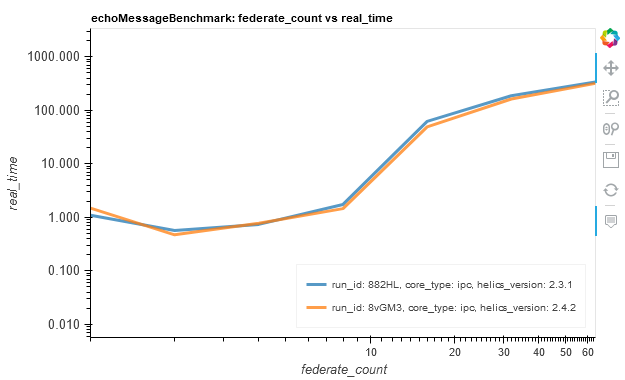 echoMessageBenchmark: federate_count vs real_time
1000.000
100.000
10.000
1.000
0.100
0.010
real_time
run_id: 882HL, core_type: ipc, helics_version: 2.3.1
run_id: 8vGM3, core_type: ipc, helics_version: 2.4.2
10 20 30 40 50 60
federate_count